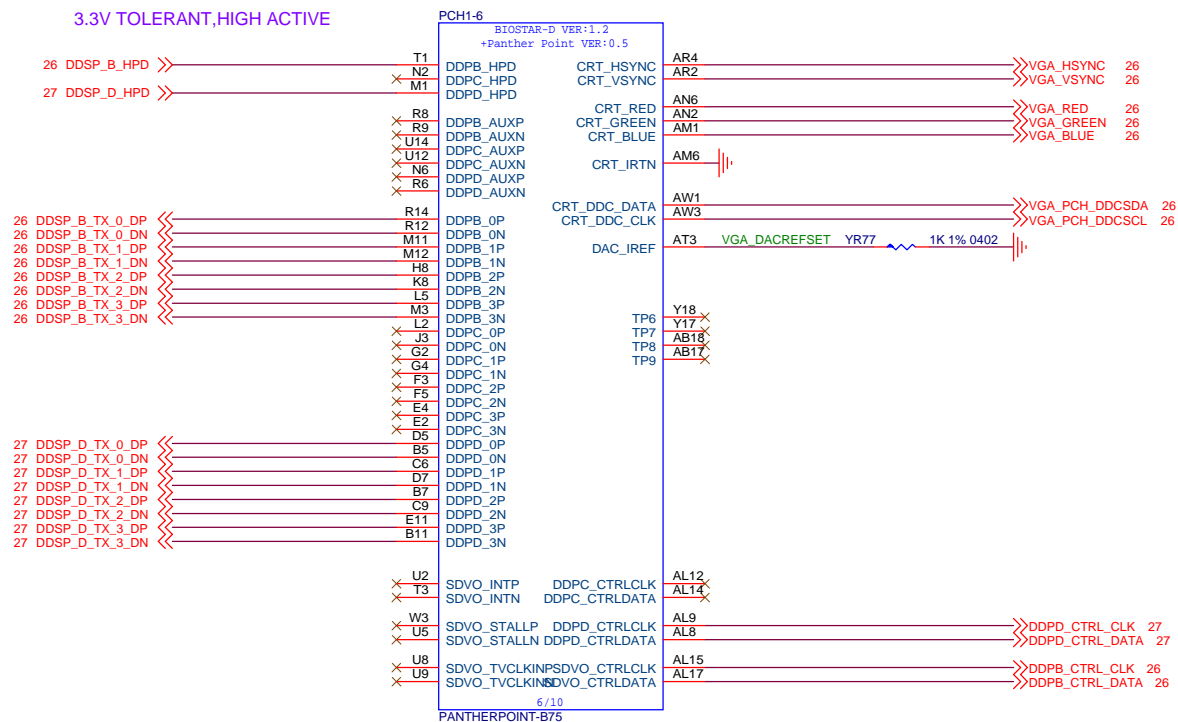 3.3V TOLERANT,HIGH ACTIVE
PCH1-6
BIOSTAR-D VER:1.2
+Panther Point VER:0.5
26 DDSP_B_HPD T1 DDPB_HPD
N2 DDPC_HPD
27 DDSP_D_HPD M1 DDPD_HPD
R8 DDPB_AUXP
R9 DDPB_AUXN
U14 DDPC_AUXP
U12 DDPC_AUXN
N6 DDPD_AUXP
R6 DDPD_AUXN
26 DDSP_B_TX_0_DP R14 DDPB_0P
26 DDSP_B_TX_0_DN R12 DDPB_0N
26 DDSP_B_TX_1_DP M11 DDPB_1P
26 DDSP_B_TX_1_DN M12 DDPB_1N
26 DDSP_B_TX_2_DP H8 DDPB_2P
26 DDSP_B_TX_2_DN K8 DDPB_2N
26 DDSP_B_TX_3_DP L5 DDPB_3P
26 DDSP_B_TX_3_DN M3 DDPB_3N
L2 DDPC_0P
J3 DDPC_0N
G2 DDPC_1P
G4 DDPC_1N
F3 DDPC_2P
F5 DDPC_2N
E4 DDPC_3P
E2 DDPC_3N
27 DDSP_D_TX_0_DP D5 DDPD_0P
27 DDSP_D_TX_0_DN B5 DDPD_0N
27 DDSP_D_TX_1_DP C6 DDPD_1P
27 DDSP_D_TX_1_DN D7 DDPD_1N
27 DDSP_D_TX_2_DP B7 DDPD_2P
27 DDSP_D_TX_2_DN C9 DDPD_2N
27 DDSP_D_TX_3_DP E11 DDPD_3P
27 DDSP_D_TX_3_DN B11 DDPD_3N
U2 SDVO_INTP
T3 SDVO_INTN
W3 SDVO_STALLP
U5 SDVO_STALLN
U8 SDVO_TVCLKINP
U9 SDVO_TVCLKINN
CRT_HSYNC AR4 VGA_HSYNC 26
CRT_VSYNC AR2 VGA_VSYNC 26
CRT_RED AN6 VGA_RED 26
CRT_GREEN AN2 VGA_GREEN 26
CRT_BLUE AM1 VGA_BLUE 26
CRT_IRTN AM6
CRT_DDC_DATA AW1 VGA_PCH_DDCSDA 26
CRT_DDC_CLK AW3 VGA_PCH_DDCSCL 26
DAC_IREF AT3 VGA_DACREFSET YR77 1K 1% 0402
TP6 Y18
TP7 Y17
TP8 AB18
TP9 AB17
DDPC_CTRLCLK AL12
DDPC_CTRLDATA AL14
DDPD_CTRLCLK AL9 DDPD_CTRL_CLK 27
DDPD_CTRLDATA AL8 DDPD_CTRL_DATA 27
SDVO_CTRLCLK AL15 DDPB_CTRL_CLK 26
SDVO_CTRLDATA AL17 DDPB_CTRL_DATA 26
6/10
PANTHERPOINT-B75